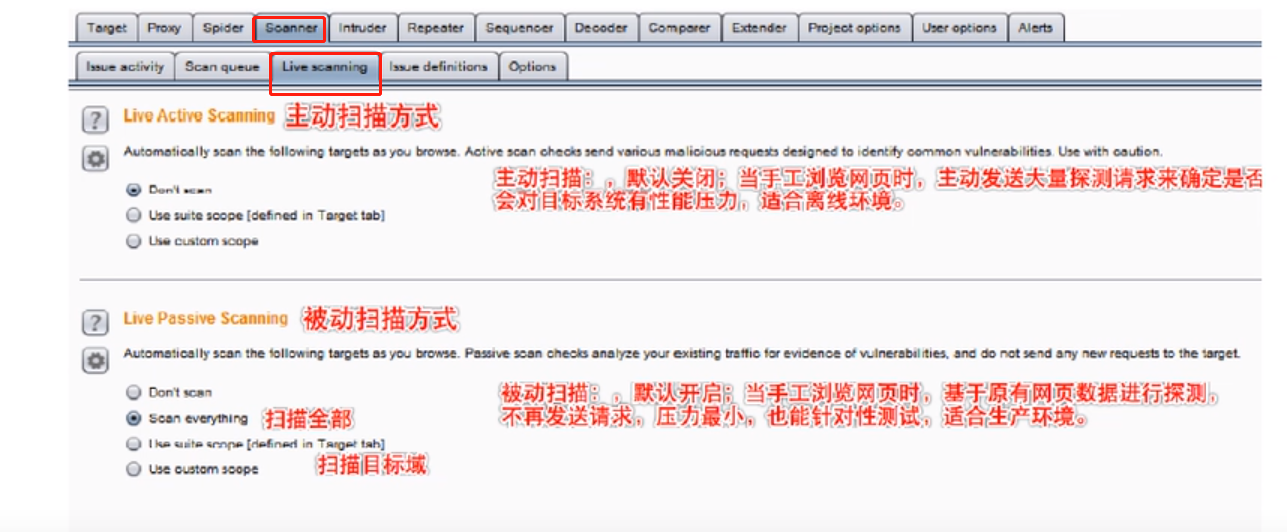 Target Proxy Spider Scanner Intruder Repeater Sequencer Decoder Comparer Extender Project options User options Alerts
Issue activity Scan queue Live scanning Issue definitions Options
? Live Active Scanning 主动扫描方式
Automatically scan the following targets as you browse. Active scan checks send various malicious requests designed to identify common vulnerabilities. Use with caution.
主动扫描：，默认关闭；当手工浏览网页时，主动发送大量探测请求来确定是否
Don't scan
会对目标系统有性能压力，适合离线环境。
Use suite scope [defined in Target tab]
Use custom scope
? Live Passive Scanning 被动扫描方式
Automatically scan the following targets as you browse. Passive scan checks analyze your existing traffic for evidence of vulnerabilities, and do not send any new requests to the target.
Don't scan
被动扫描：，默认开启；当手工浏览网页时，基于原有网页数据进行探测，
Scan everything 扫描全部
不再发送请求，压力最小，也能针对性测试，适合生产环境。
Use suite scope [defined in Target tab]
Use custom scope 扫描目标域